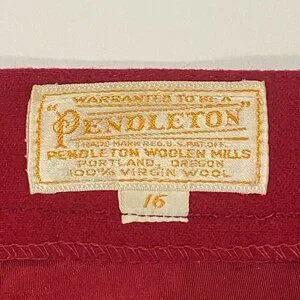 WARRANTED TO BE A
"PENDLETON"
TRADE MARK REG. U.S. PAT. OFF.
PENDLETON WOOLEN MILLS
PORTLAND, OREGON
100% VIRGIN WOOL
16